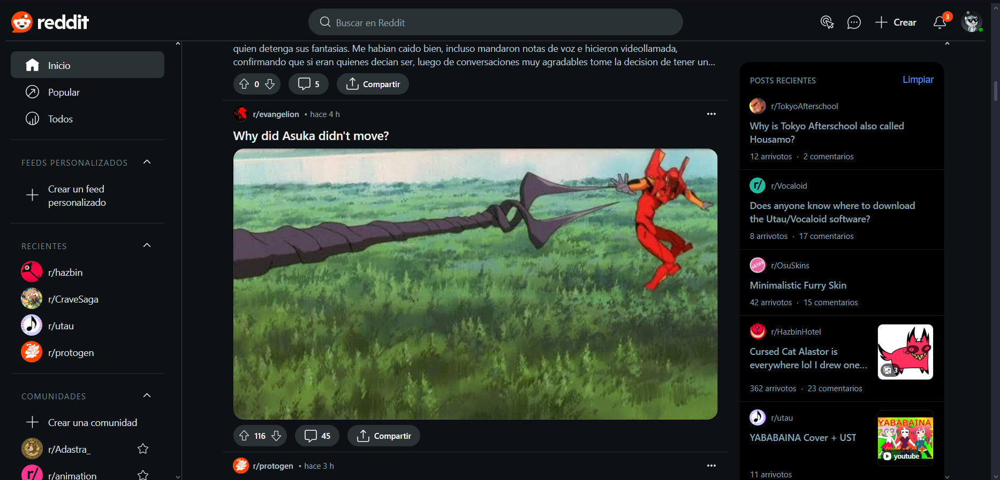 reddit
Buscar en Reddit
Crear
3
Inicio
Popular
Todos
FEEDS PERSONALIZADOS
Crear un feed
personalizado
RECIENTES
r/hazbin
r/CraveSaga
r/utau
r/protogen
COMUNIDADES
Crear una comunidad
r/Adastra_
r/animation
quien detenga sus fantasias. Me habian caido bien, incluso mandaron notas de voz e hicieron videollamada,
confirmando que si eran quienes decian ser, luego de conversaciones muy agradables tome la decision de tener un...
0
5
Compartir
r/evangelion • hace 4 h
Why did Asuka didn't move?
116
45
Compartir
r/protogen • hace 3 h
POSTS RECIENTES
Limpiar
r/TokyoAfterschool
Why is Tokyo Afterschool also called
Housamo?
12 arrivotos · 2 comentarios
r/
r/Vocaloid
Does anyone know where to download
the Utau/Vocaloid software?
8 arrivotos · 17 comentarios
skins
r/OsuSkins
Minimalistic Furry Skin
42 arrivotos · 15 comentarios
r/HazbinHotel
Cursed Cat Alastor is
everywhere lol I drew one...
3
362 arrivotos · 23 comentarios
r/utau
YABABAINA Cover + UST
YABABAINA
youtube
11 arrivotos